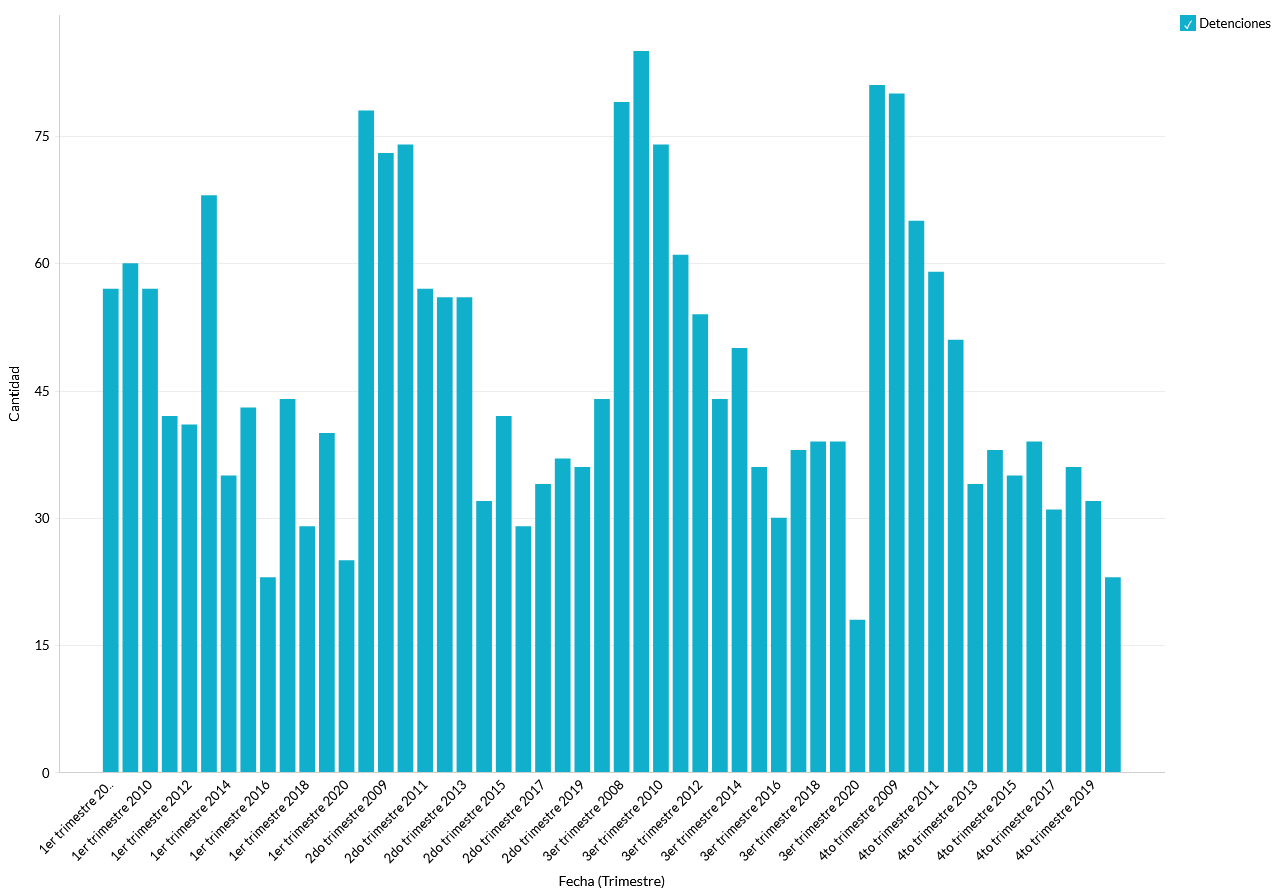 Detenciones
Cantidad
75
60
45
30
15
0
1er trimestre 20..
1er trimestre 2010
1er trimestre 2012
1er trimestre 2014
1er trimestre 2016
1er trimestre 2018
1er trimestre 2020
2do trimestre 2009
2do trimestre 2011
2do trimestre 2013
2do trimestre 2015
2do trimestre 2017
2do trimestre 2019
3er trimestre 2008
3er trimestre 2010
3er trimestre 2012
3er trimestre 2014
3er trimestre 2016
3er trimestre 2018
3er trimestre 2020
4to trimestre 2009
4to trimestre 2011
4to trimestre 2013
4to trimestre 2015
4to trimestre 2017
4to trimestre 2019
Fecha (Trimestre)